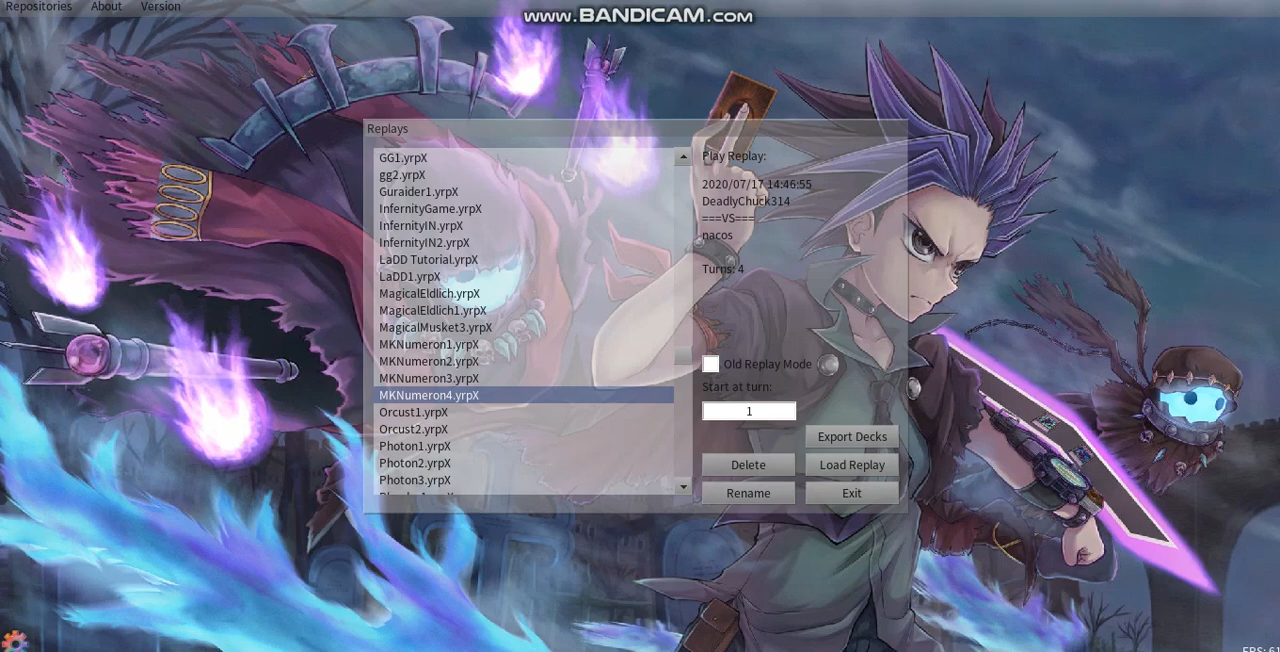 Repositories About Version
www.BANDICAM.com
Replays
GG1.yrpX
gg2.yrpX
Guraider1.yrpX
InfernityGame.yrpX
InfernityIN.yrpX
InfernityIN2.yrpX
LaDD Tutorial.yrpX
LaDD1.yrpX
MagicalEldlich.yrpX
MagicalEldlich1.yrpX
MagicalMusket3.yrpX
MKNumeron1.yrpX
MKNumeron2.yrpX
MKNumeron3.yrpX
MKNumeron4.yrpX
Orcust1.yrpX
Orcust2.yrpX
Photon1.yrpX
Photon2.yrpX
Photon3.yrpX
Play Replay:
2020/07/17 14:46:55
DeadlyChuck314
===VS===
nacos
Turns: 4
Old Replay Mode
Start at turn:
1
Export Decks
Delete Load Replay
Rename Exit